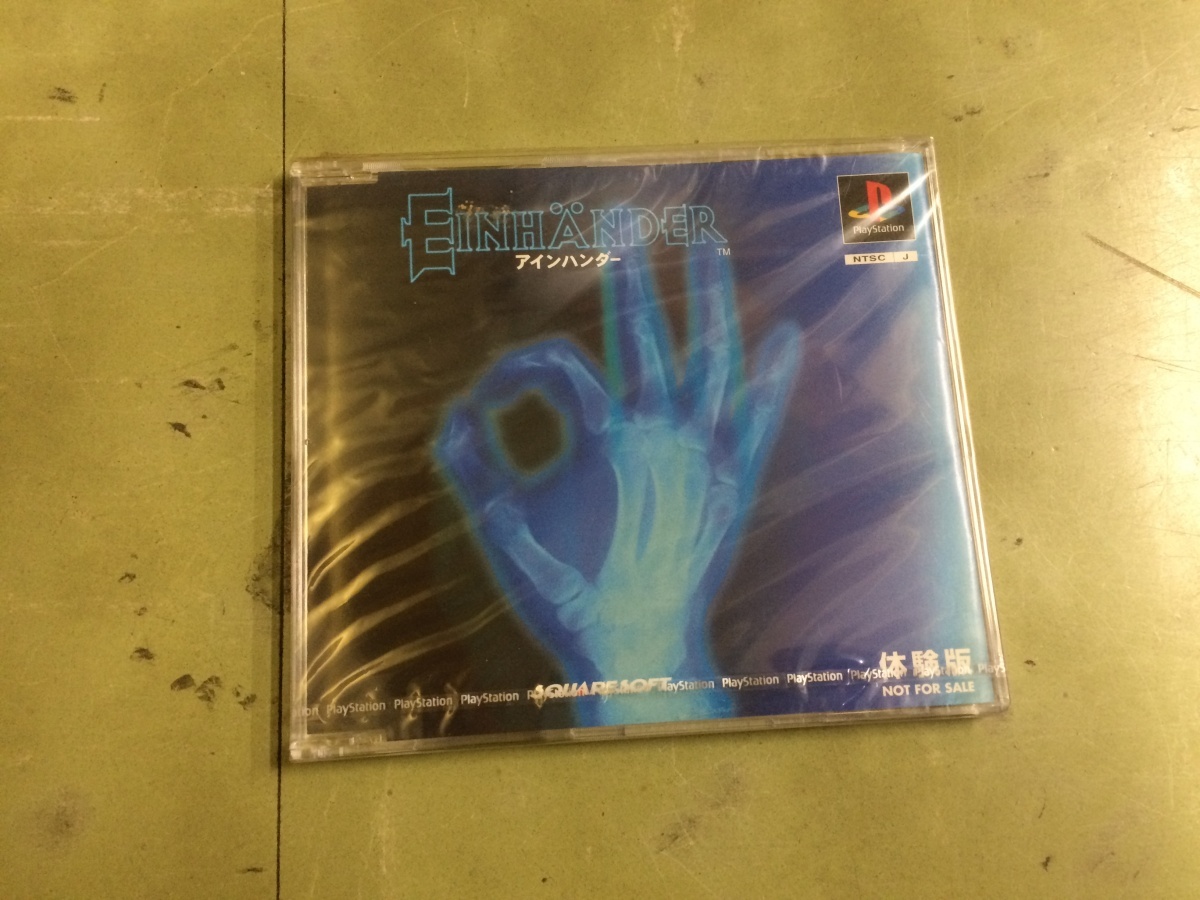 EINHÄNDER
TM
アインハンダー
PlayStation
NTSC J
体験版
PlayStation PlayStation PlayStation SQUARESOFT PlayStation PlayStation PlayStation PlayStation
NOT FOR SALE